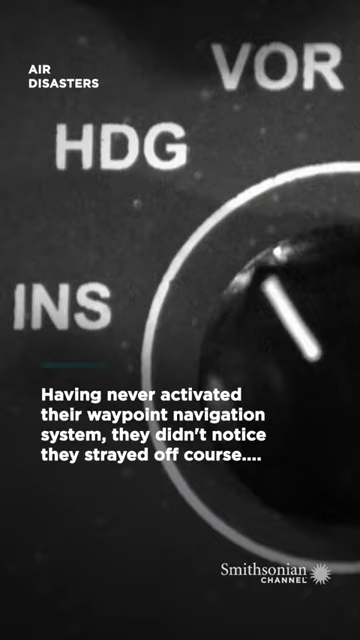 AIR
DISASTERS
VOR
HDG
INS
Having never activated
their waypoint navigation
system, they didn't notice
they strayed off course....
Smithsonian
CHANNEL